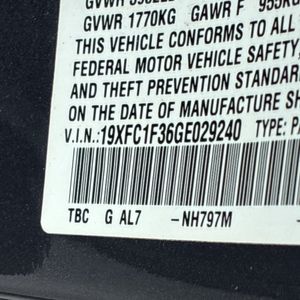 GVWR 1770KG GAWR F 955KG
THIS VEHICLE CONFORMS TO ALL
FEDERAL MOTOR VEHICLE SAFETY,
AND THEFT PREVENTION STANDAR
ON THE DATE OF MANUFACTURE SH
V.I.N.:19XFC1F36GE029240 TYPE: PA
TBC G AL7 -NH797M